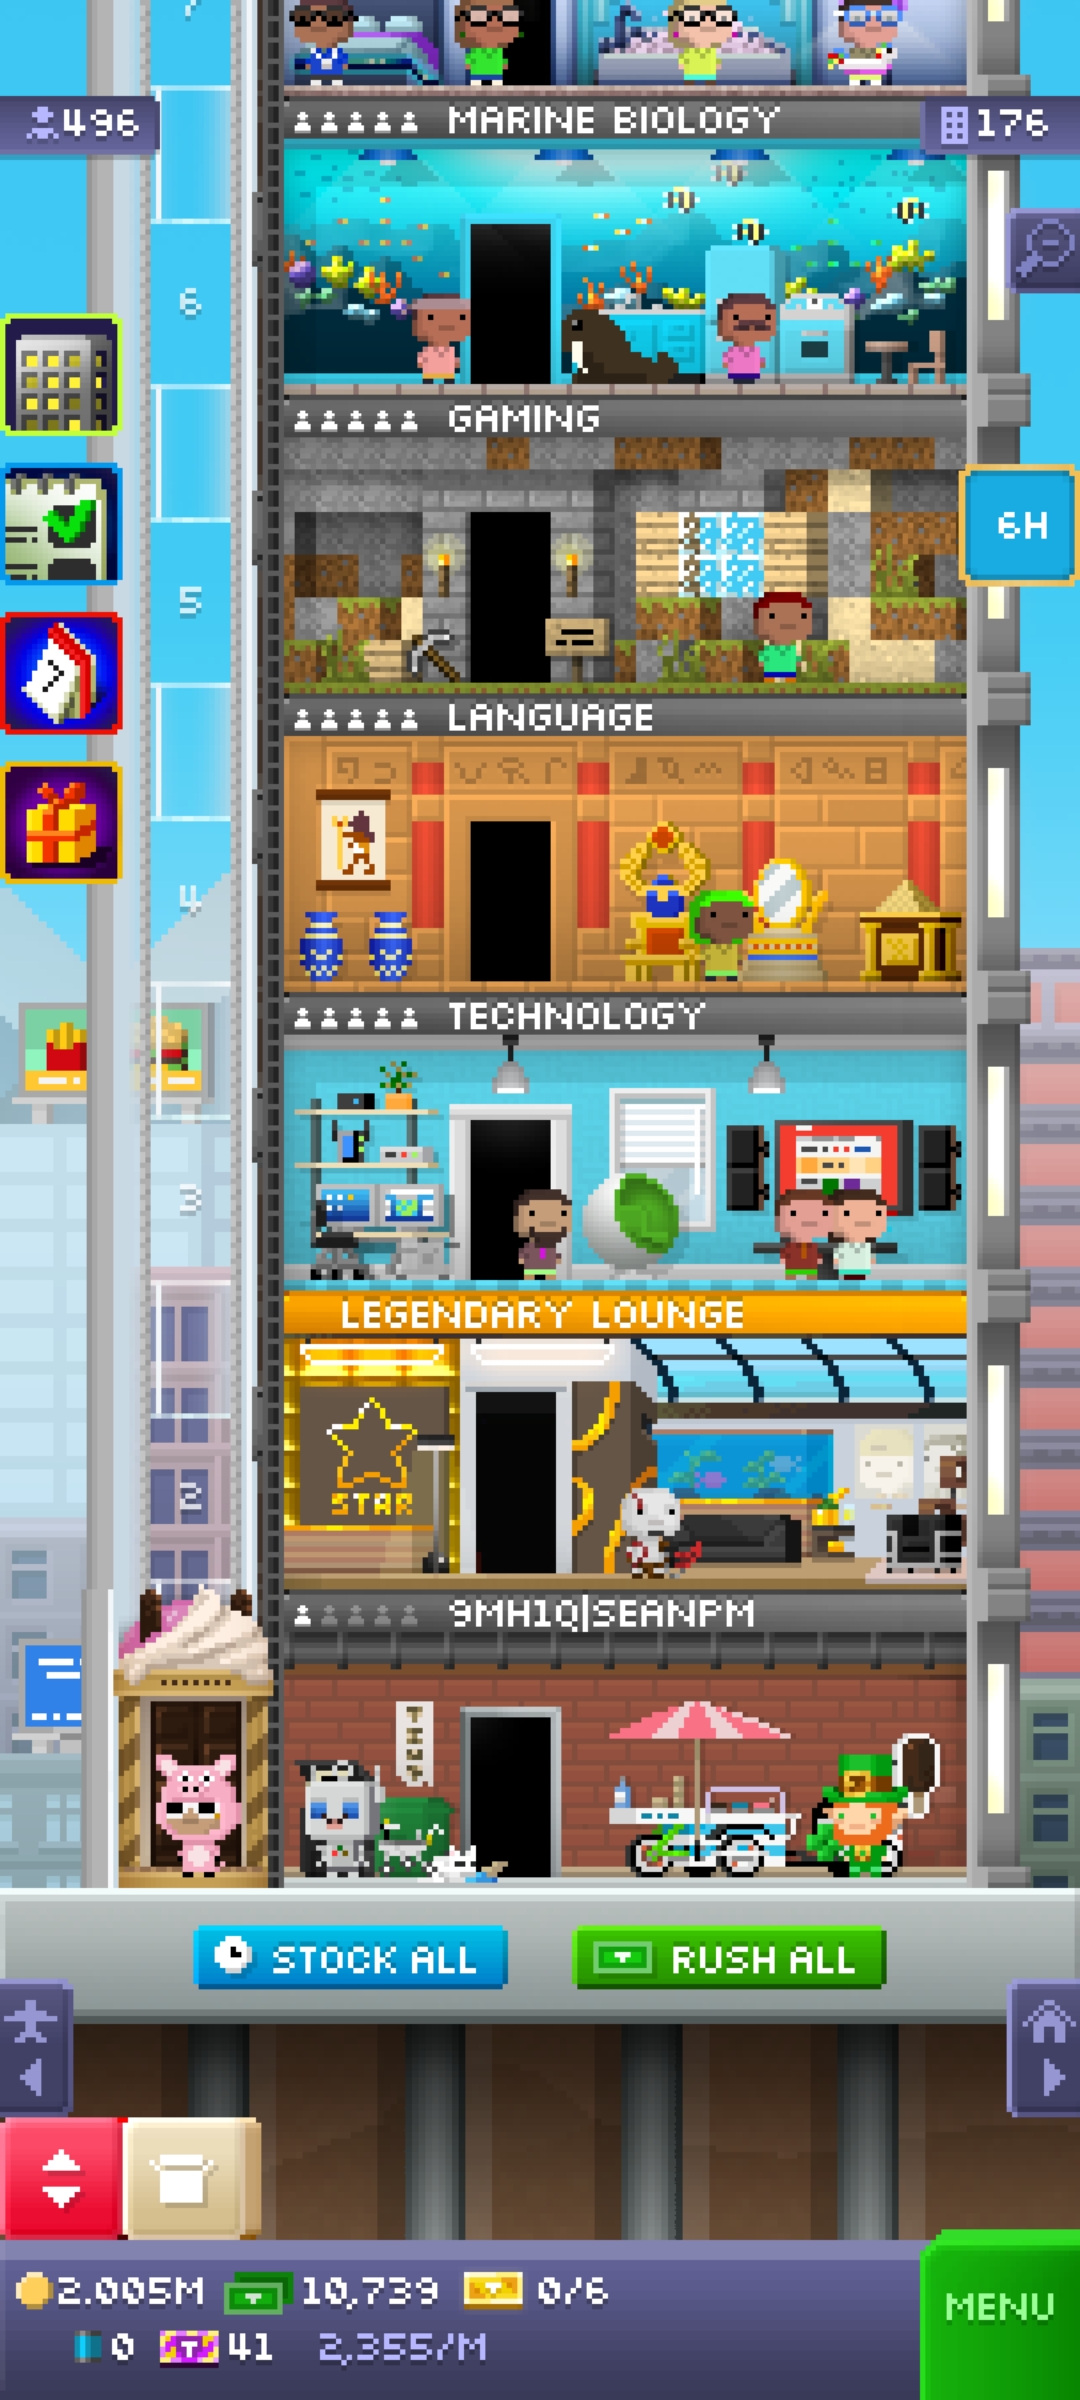 7
MARINE BIOLOGY
496
176
6
GAMING
6H
5
LANGUAGE
4
TECHNOLOGY
3
LEGENDARY LOUNGE
STAR
2
9MH1Q|SEANPM
TINY
STOCK ALL
RUSH ALL
2.005M
10,739
0/6
MENU
0
41
2,355/M